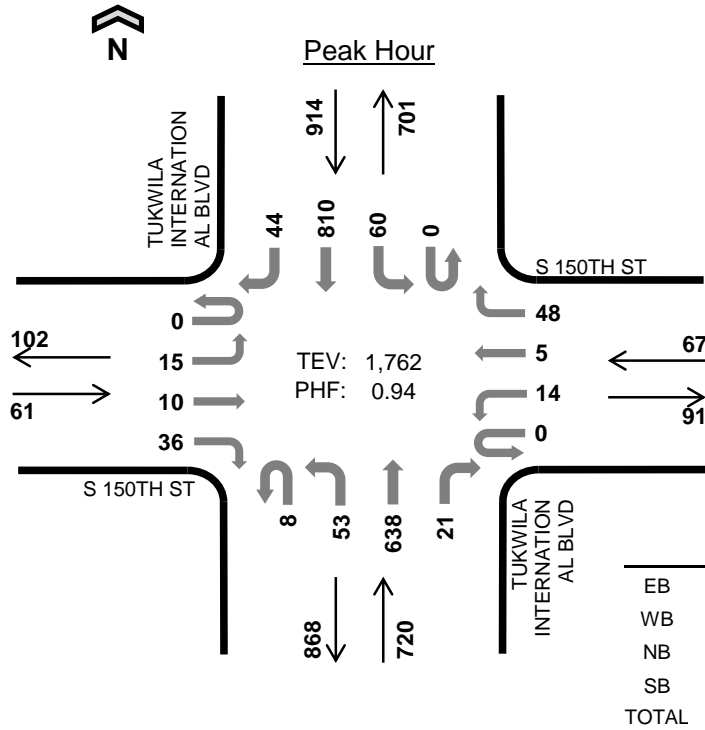 N
Peak Hour
914
701
TUKWILA
INTERNATION
AL BLVD
44
810
60
0
S 150TH ST
0
48
102
15
5
67
TEV: 1,762
PHF: 0.94
61
10
14
91
36
0
S 150TH ST
8
53
638
21
TUKWILA
INTERNATION
AL BLVD
868
720
EB
WB
NB
SB
TOTAL